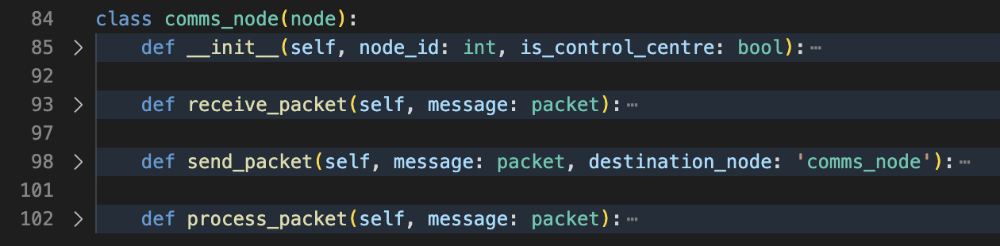 84 class comms_node(node):
85 > def __init__(self, node_id: int, is_control_centre: bool):⋯
92
93 > def receive_packet(self, message: packet):⋯
97
98 > def send_packet(self, message: packet, destination_node: 'comms_node'):⋯
101
102 > def process_packet(self, message: packet):⋯